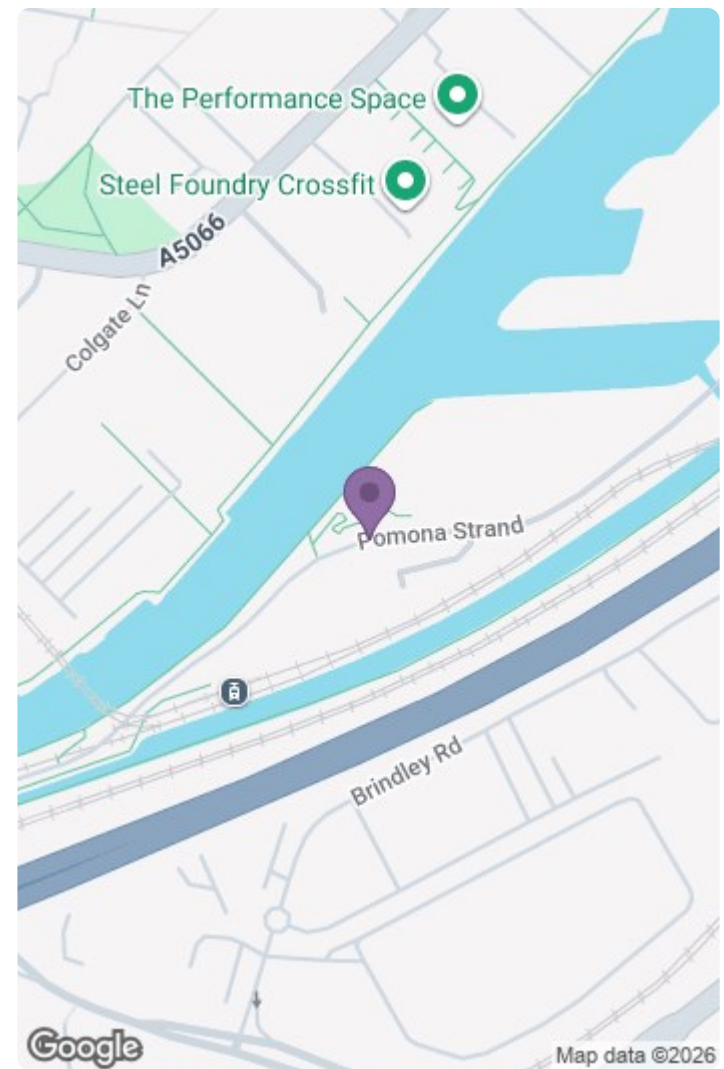 The Performance Space
Steel Foundry Crossfit
A5066
Colgate Ln
Pomona Strand
Brindley Rd
Google
Map data ©2026